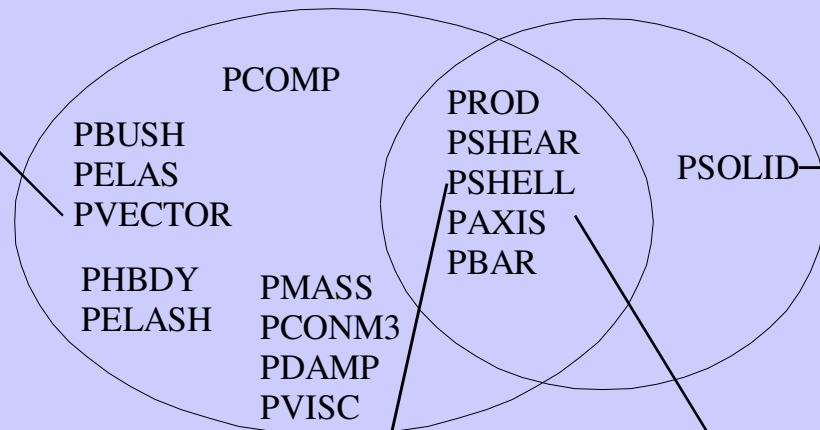 PCOMP
PBUSH
PELAS
PVECTOR
PHBDY
PELASH
PMASS
PCONM3
PDAMP
PVISC
PROD
PSHEAR
PSHELL
PAXIS
PBAR
PSOLID